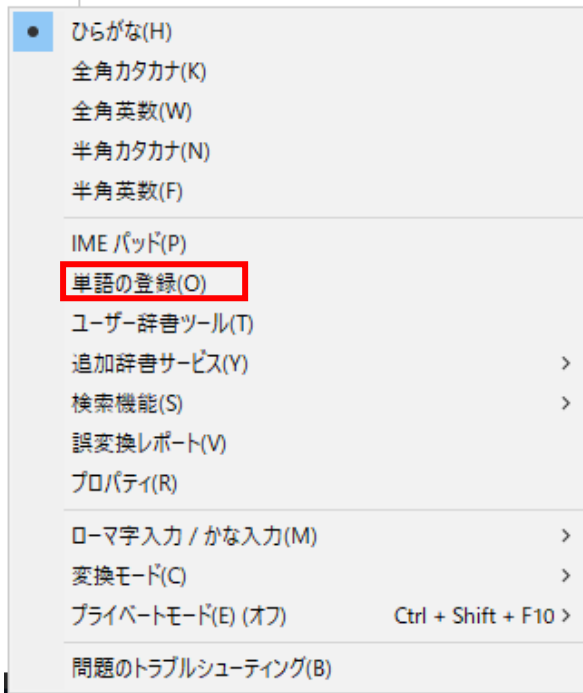 ひらがな(H)
全角カタカナ(K)
全角英数(W)
半角カタカナ(N)
半角英数(F)
IME パッド(P)
単語の登録(O)
ユーザー辞書ツール(T)
追加辞書サービス(Y)
検索機能(S)
誤変換レポート(V)
プロパティ(R)
ローマ字入力 / かな入力(M)
変換モード(C)
プライベートモード(E) (オフ) Ctrl + Shift + F10
問題のトラブルシューティング(B)